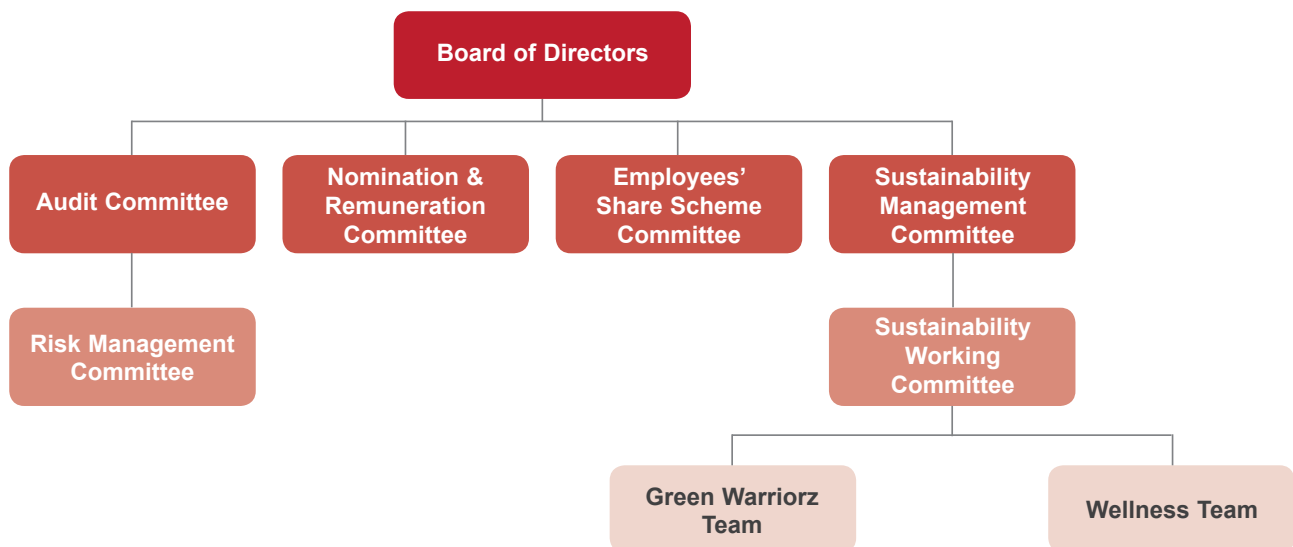 Board of Directors
Audit Committee
Nomination &
Remuneration
Committee
Employees’
Share Scheme
Committee
Sustainability
Management
Committee
Risk Management
Committee
Sustainability
Working
Committee
Green Warriorz
Team
Wellness Team